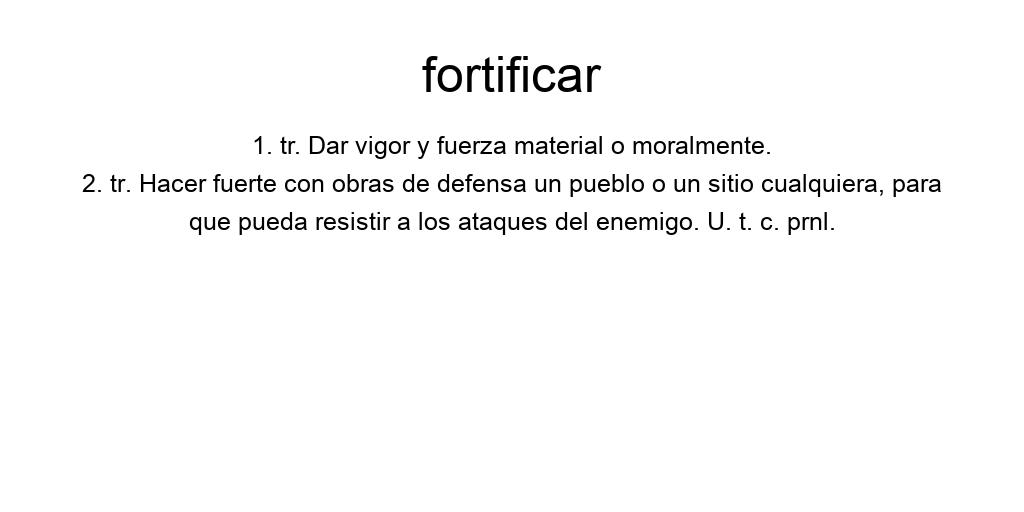 fortificar
1. tr. Dar vigor y fuerza material o moralmente.
2. tr. Hacer fuerte con obras de defensa un pueblo o un sitio cualquiera, para
que pueda resistir a los ataques del enemigo. U. t. c. prnl.